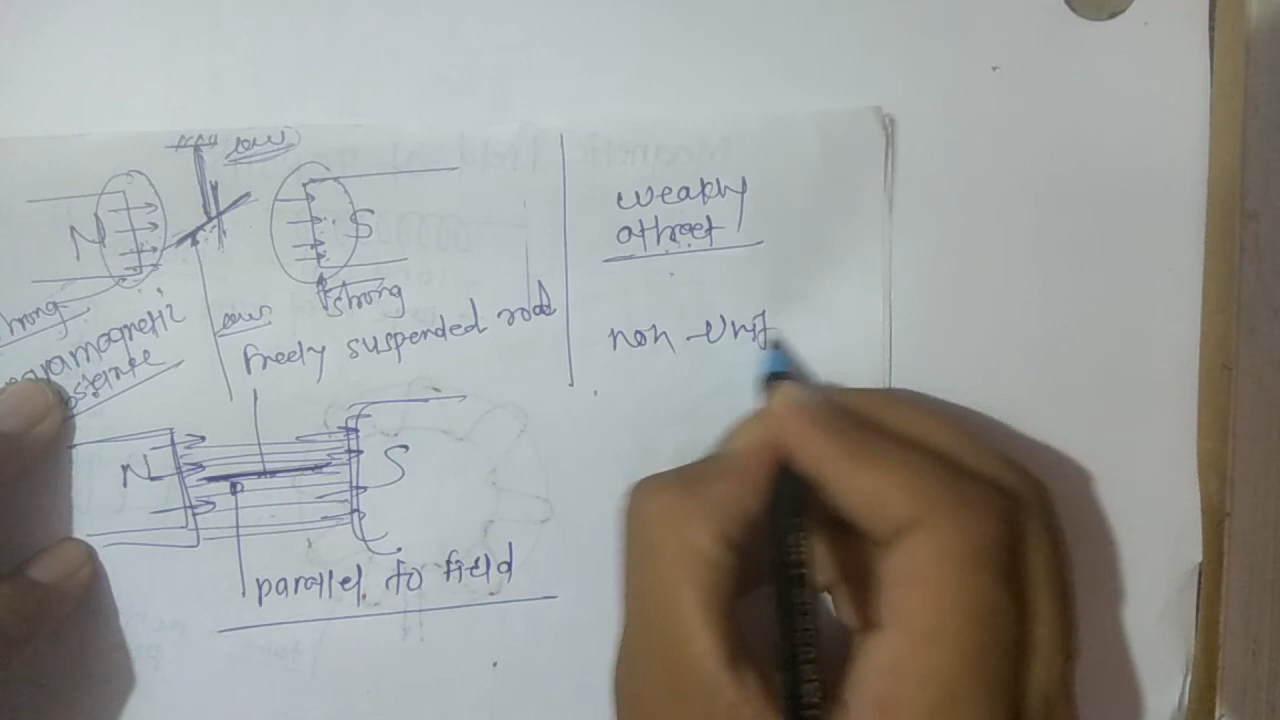 low
N
S
strong
low
strong
freely suspended rod
paramagnetic
N
S
parallel to field
weakly
attract
non-Unif